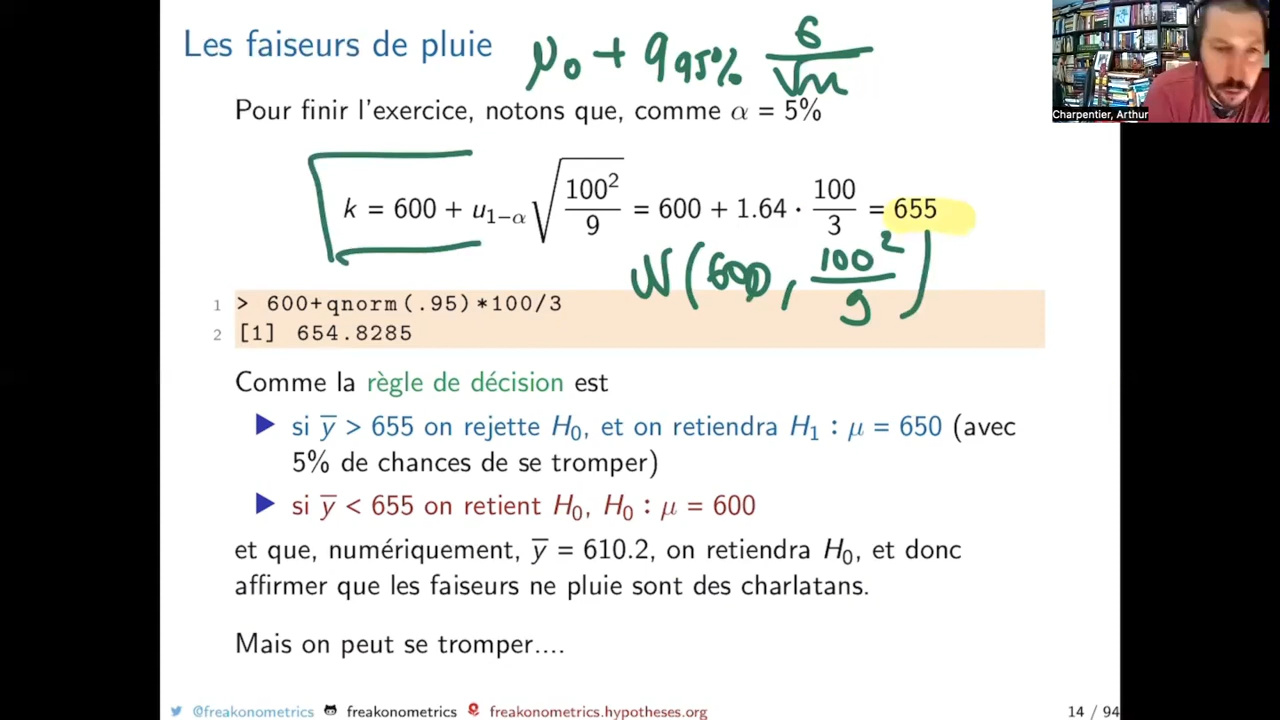 Les faiseurs de pluie
μ0 + q95% σ/√n
Charpentier, Arthur
Pour finir l'exercice, notons que, comme α = 5%
k = 600 + u1−α √(100²/9) = 600 + 1.64 · 100/3 = 655
N(600, 100²/9)
1 > 600+qnorm(.95)*100/3
2 [1] 654.8285
Comme la règle de décision est
▶ si y̅ > 655 on rejette H0, et on retiendra H1 : μ = 650 (avec
5% de chances de se tromper)
▶ si y̅ < 655 on retient H0, H0 : μ = 600
et que, numériquement, y̅ = 610.2, on retiendra H0, et donc
affirmer que les faiseurs ne pluie sont des charlatans.
Mais on peut se tromper....
@freakonometrics freakonometrics freakonometrics.hypotheses.org 14 / 94